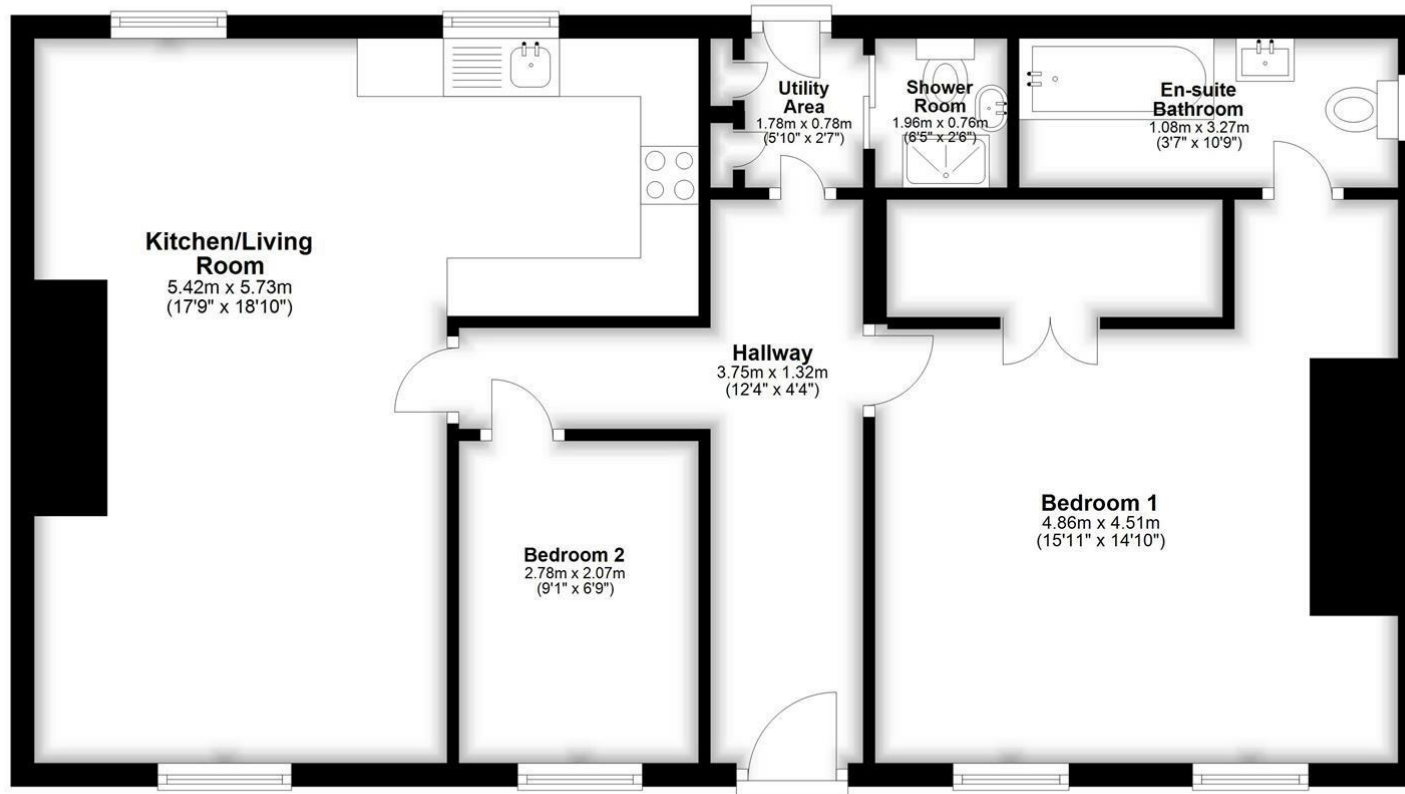 Utility
Area
1.78m x 0.78m
(5'10" x 2'7")
Shower
Room
1.96m x 0.76m
(6'5" x 2'6")
En-suite
Bathroom
1.08m x 3.27m
(3'7" x 10'9")
Kitchen/Living
Room
5.42m x 5.73m
(17'9" x 18'10")
Hallway
3.75m x 1.32m
(12'4" x 4'4")
Bedroom 1
4.86m x 4.51m
(15'11" x 14'10")
Bedroom 2
2.78m x 2.07m
(9'1" x 6'9")